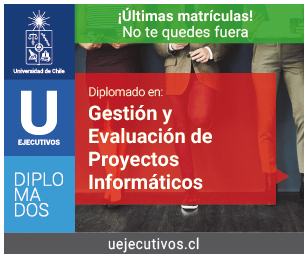 ¡Últimas matrículas!
No te quedes fuera
Universidad de Chile
U
EJECUTIVOS
DIPLO
MA
DOS
Diplomado en:
Gestión y
Evaluación de
Proyectos
Informáticos
uejecutivos.cl